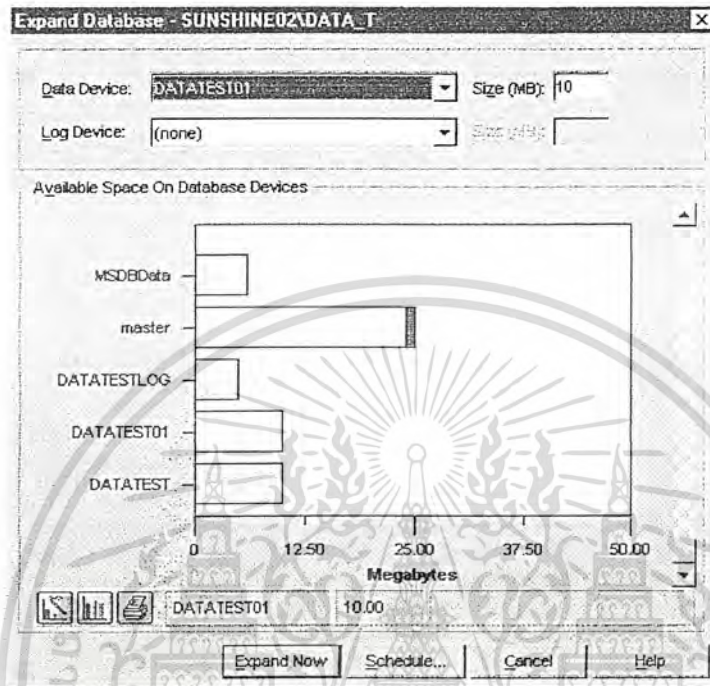 Expand Database - SUNSHINE02\DATA_T
Data Device: DATATEST01 Size (MB): 10
Log Device: (none) Size (MB):
Available Space On Database Devices
MSDBData
master
DATATESTLOG
DATATEST01
DATATEST
0 12.50 25.00 37.50 50.00
Megabytes
DATATEST01 10.00
Expand Now Schedule... Cancel Help